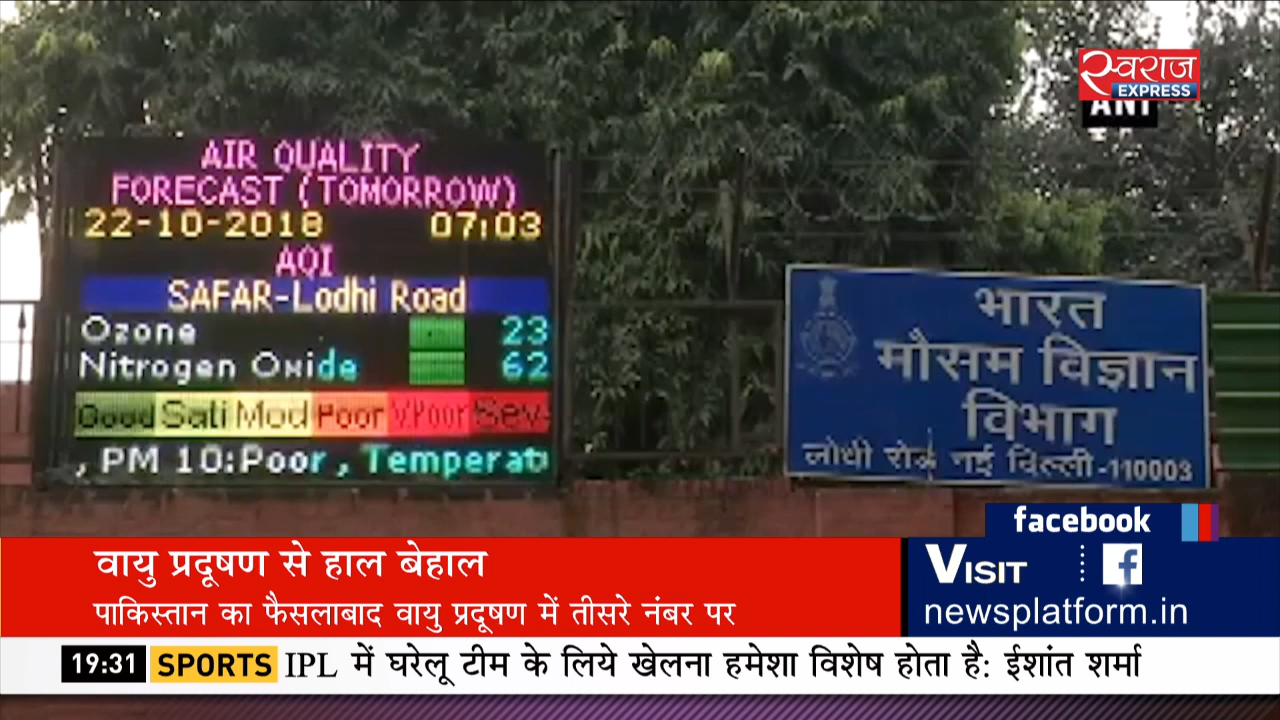 स्वराज
EXPRESS
ANI
AIR QUALITY
FORECAST (TOMORROW)
22-10-2018 07:03
AQI
SAFAR-Lodhi Road
Ozone 23
Nitrogen Oxide 62
Good Sati Mod Poor V.Poor Sev
, PM 10:Poor , Temperat
भारत
मौसम विज्ञान
विभाग
लोधी रोड नई दिल्ली-110003
facebook
VISIT
newsplatform.in
वायु प्रदूषण से हाल बेहाल
पाकिस्तान का फैसलाबाद वायु प्रदूषण में तीसरे नंबर पर
19:31 SPORTS IPL में घरेलू टीम के लिये खेलना हमेशा विशेष होता है: ईशांत शर्मा